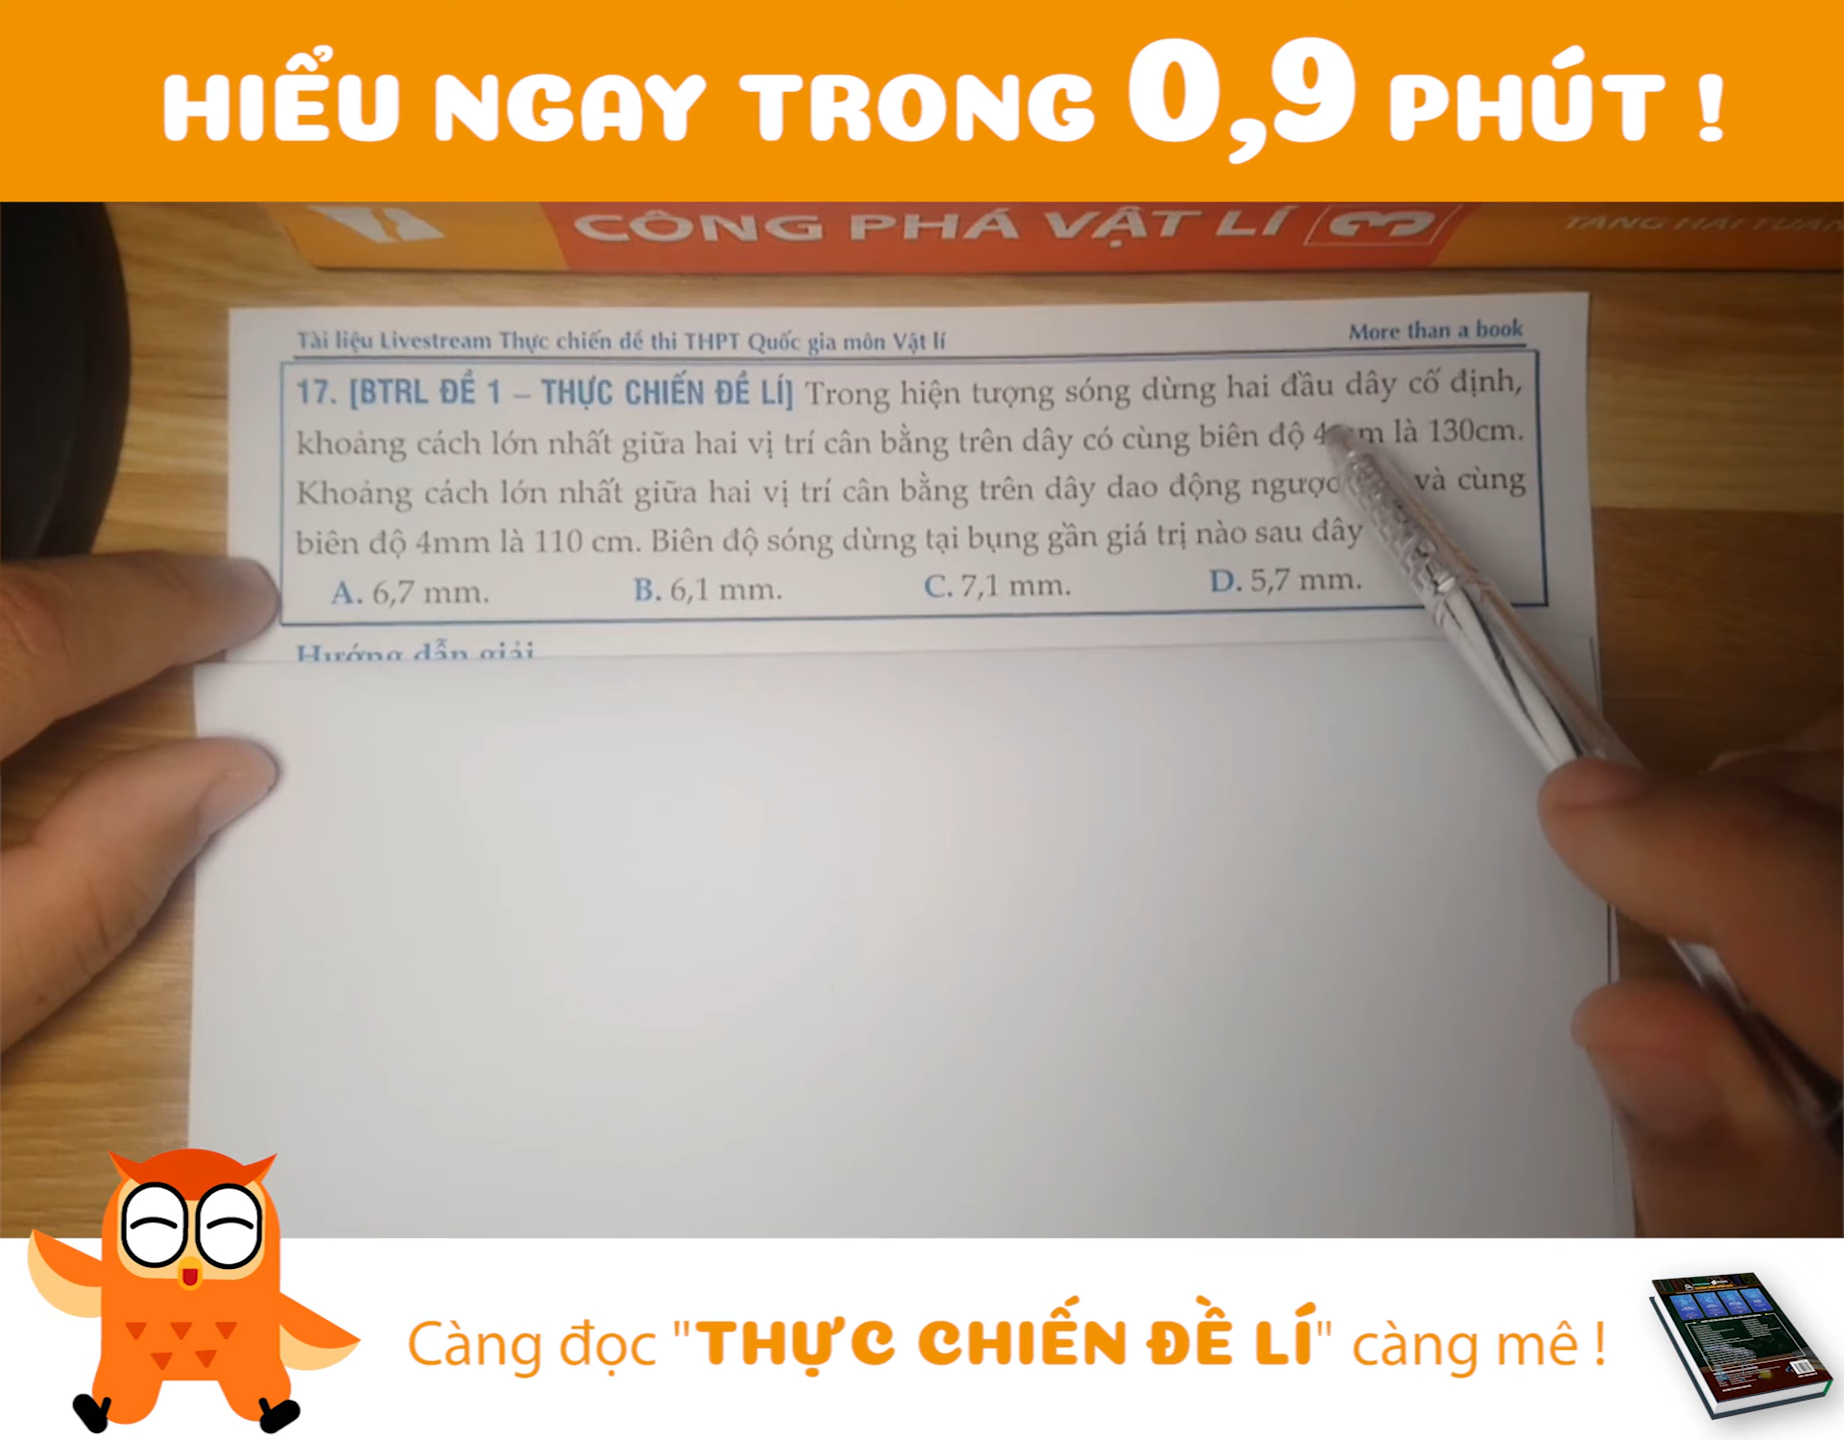 HIỂU NGAY TRONG 0,9 PHÚT !
CÔNG PHÁ VẬT LÍ 3 TĂNG HẢI TUÂN
Tài liệu Livestream Thực chiến đề thi THPT Quốc gia môn Vật lí More than a book
17. [BTRL ĐỀ 1 – THỰC CHIẾN ĐỀ LÍ] Trong hiện tượng sóng dừng hai đầu dây cố định,
khoảng cách lớn nhất giữa hai vị trí cân bằng trên dây có cùng biên độ 4 m là 130cm.
Khoảng cách lớn nhất giữa hai vị trí cân bằng trên dây dao động ngược và cùng
biên độ 4mm là 110 cm. Biên độ sóng dừng tại bụng gần giá trị nào sau đây
A. 6,7 mm. B. 6,1 mm. C. 7,1 mm. D. 5,7 mm.
Hướng dẫn giải
Càng đọc "THỰC CHIẾN ĐỀ LÍ" càng mê !